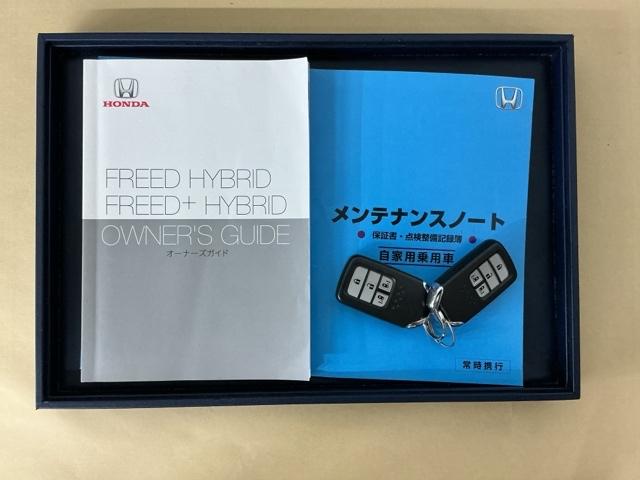 HONDA
FREED HYBRID
FREED+ HYBRID
OWNER'S GUIDE
オーナーズガイド
メンテナンスノート
保証書・点検整備記録簿
自家用乗用車
常時携行